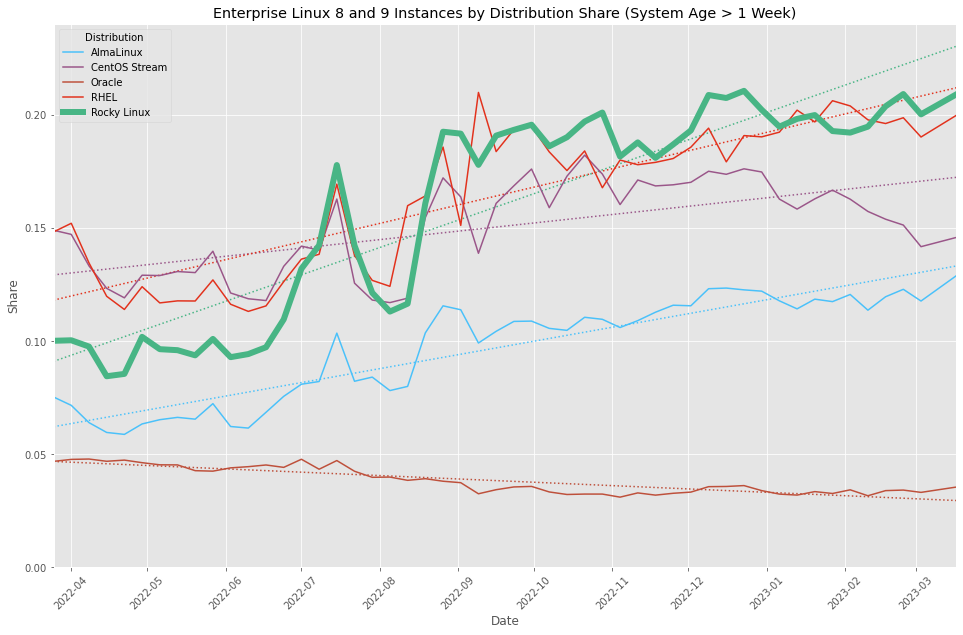 Enterprise Linux 8 and 9 Instances by Distribution Share (System Age > 1 Week)
Distribution
AlmaLinux
CentOS Stream
Oracle
RHEL
Rocky Linux
Share
0.20
0.15
0.10
0.05
0.00
2022-04
2022-05
2022-06
2022-07
2022-08
2022-09
2022-10
2022-11
2022-12
2023-01
2023-02
2023-03
Date